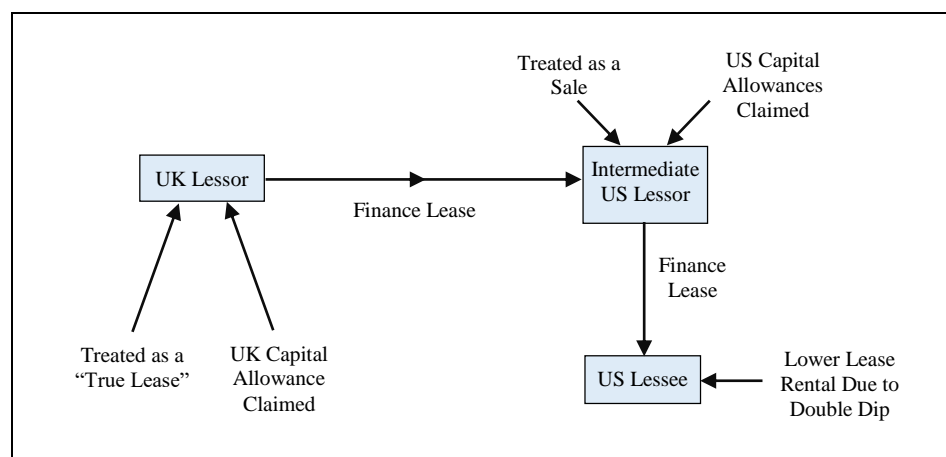 Treated as a
Sale
US Capital
Allowances
Claimed
UK Lessor
Finance Lease
Intermediate
US Lessor
Finance
Lease
Treated as a
“True Lease”
UK Capital
Allowance
Claimed
US Lessee
Lower Lease
Rental Due to
Double Dip